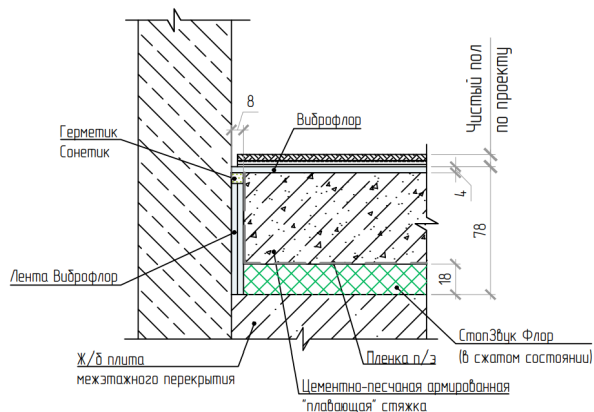 8
Герметик
Сонетик
Виброфлор
Чистый пол
по проекту
4
78
18
Лента Виброфлор
СтопЗвук Флор
(в сжатом состоянии)
Ж/б плита
межэтажного перекрытия
Пленка п/э
Цементно-песчаная армированная
"плавающая" стяжка